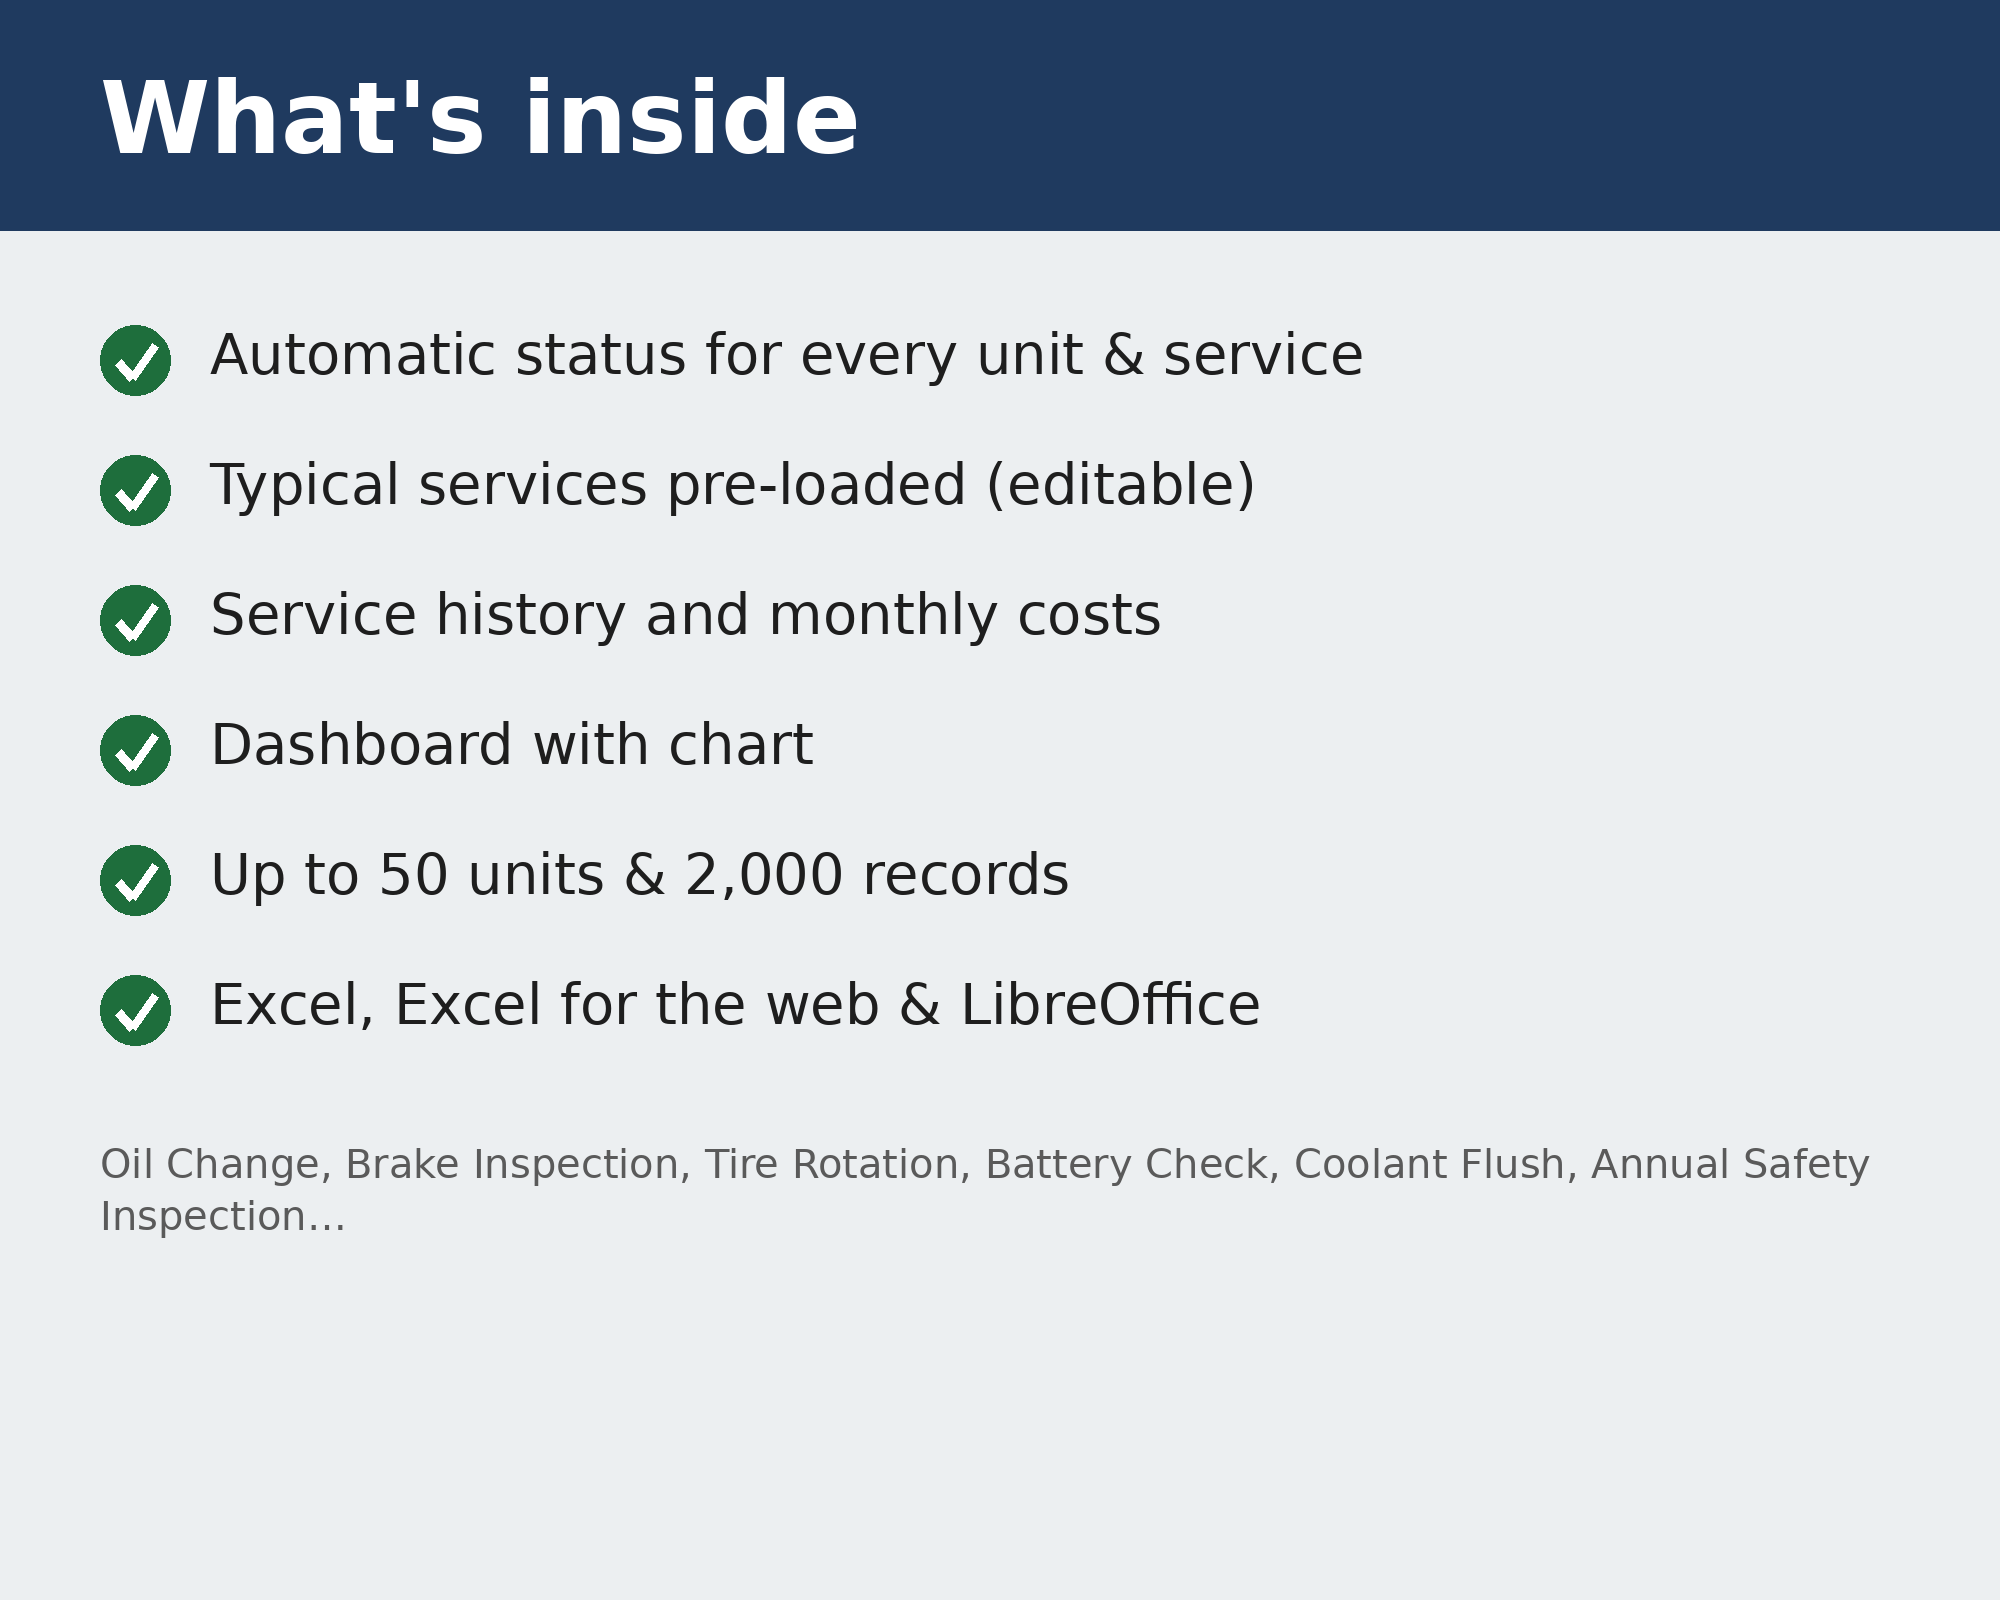 What's inside
Automatic status for every unit & service
Typical services pre-loaded (editable)
Service history and monthly costs
Dashboard with chart
Up to 50 units & 2,000 records
Excel, Excel for the web & LibreOffice
Oil Change, Brake Inspection, Tire Rotation, Battery Check, Coolant Flush, Annual Safety
Inspection…